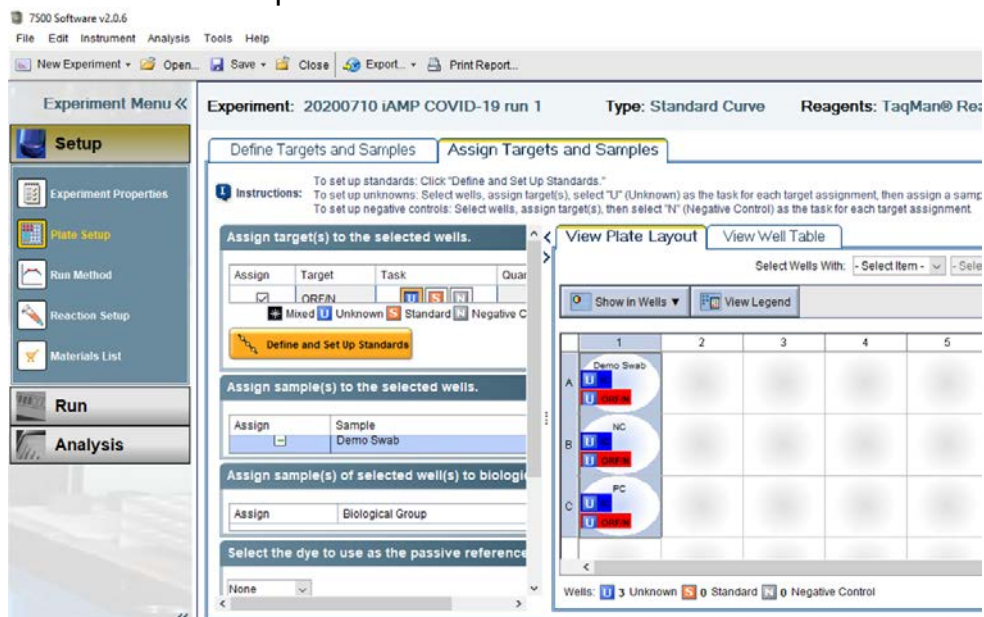 7500 Software v2.0.6
File Edit Instrument Analysis Tools Help
New Experiment Open... Save Close Export... Print Report...
Experiment Menu «
Experiment: 20200710 iAMP COVID-19 run 1 Type: Standard Curve Reagents: TaqMan® Rea
Setup
Define Targets and Samples Assign Targets and Samples
Instructions: To set up standards: Click "Define and Set Up Standards."
To set up unknowns: Select wells, assign target(s), select "U" (Unknown) as the task for each target assignment, then assign a samp
To set up negative controls: Select wells, assign target(s), then select "N" (Negative Control) as the task for each target assignment.
Experiment Properties
Plate Setup
Run Method
Reaction Setup
Materials List
Run
Analysis
Assign target(s) to the selected wells.
Assign Target Task Quan
ORF/N U S N
Mixed U Unknown S Standard N Negative C
Define and Set Up Standards
Assign sample(s) to the selected wells.
Assign Sample
Demo Swab
Assign sample(s) of selected well(s) to biologi
Assign Biological Group
Select the dye to use as the passive reference
None
View Plate Layout View Well Table
Select Wells With: - Select Item - - Sele
Show in Wells ▼ View Legend
1 2 3 4 5
A Demo Swab
U
U ORF/N
B NC
U
U ORF/N
C PC
U
U ORF/N
Wells: U 3 Unknown S 0 Standard N 0 Negative Control